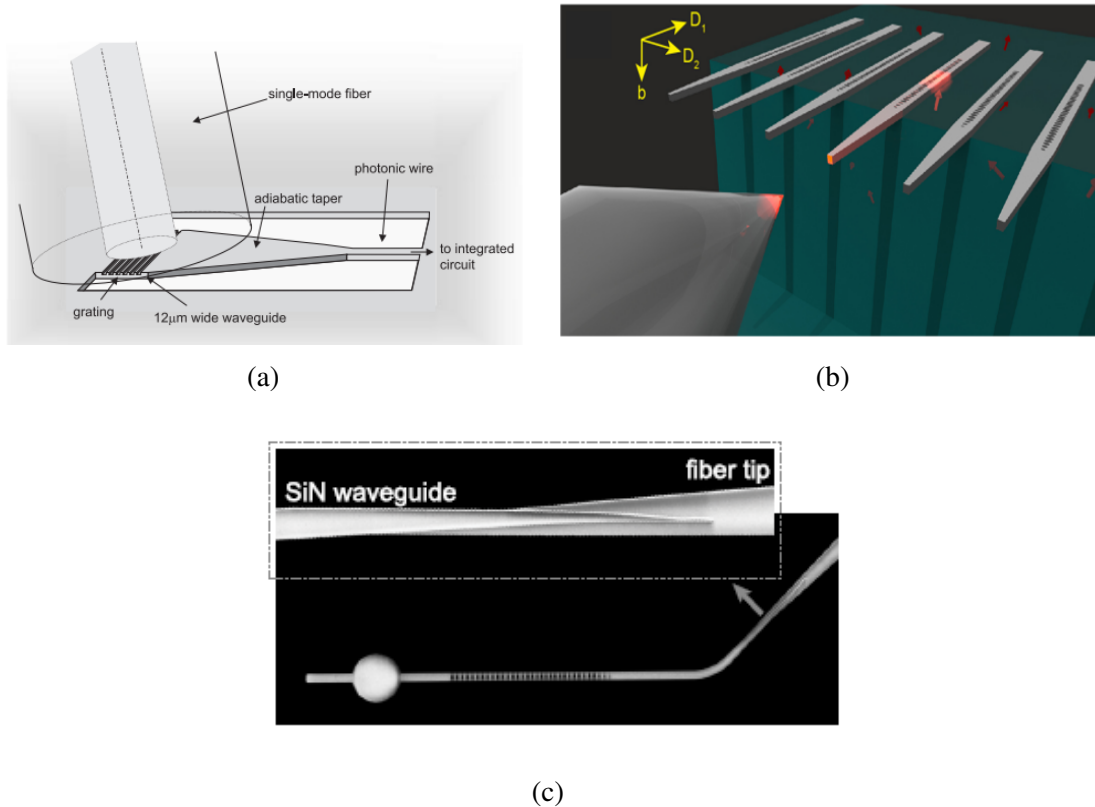 single-mode fiber
photonic wire
adiabatic taper
to integrated
circuit
grating
12μm wide waveguide
(a)
D1
D2
b
(b)
SiN waveguide
fiber tip
(c)